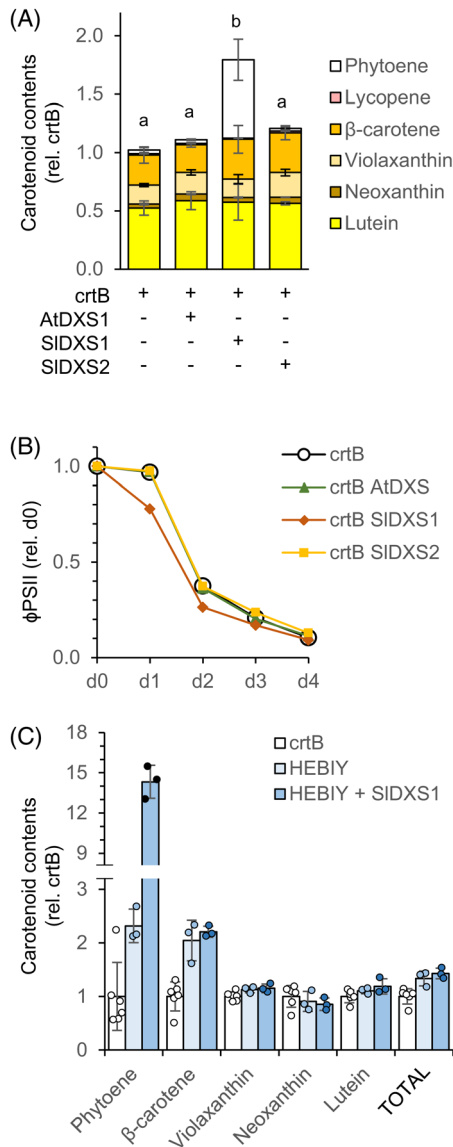 (A)
Carotenoid contents
(rel. crtB)
2.0
1.5
1.0
0.5
0.0
a
a
b
a
Phytoene
Lycopene
β-carotene
Violaxanthin
Neoxanthin
Lutein
crtB + + + +
AtDXS1 - + - -
SlDXS1 - - + -
SlDXS2 - - - +
(B)
ϕPSII (rel. d0)
1.0
0.5
0.0
d0 d1 d2 d3 d4
crtB
crtB AtDXS
crtB SlDXS1
crtB SlDXS2
(C)
Carotenoid contents
(rel. crtB)
18
15
12
9
6
3
2
1
0
crtB
HEBIY
HEBIY + SlDXS1
Phytoene
β-carotene
Violaxanthin
Neoxanthin
Lutein
TOTAL